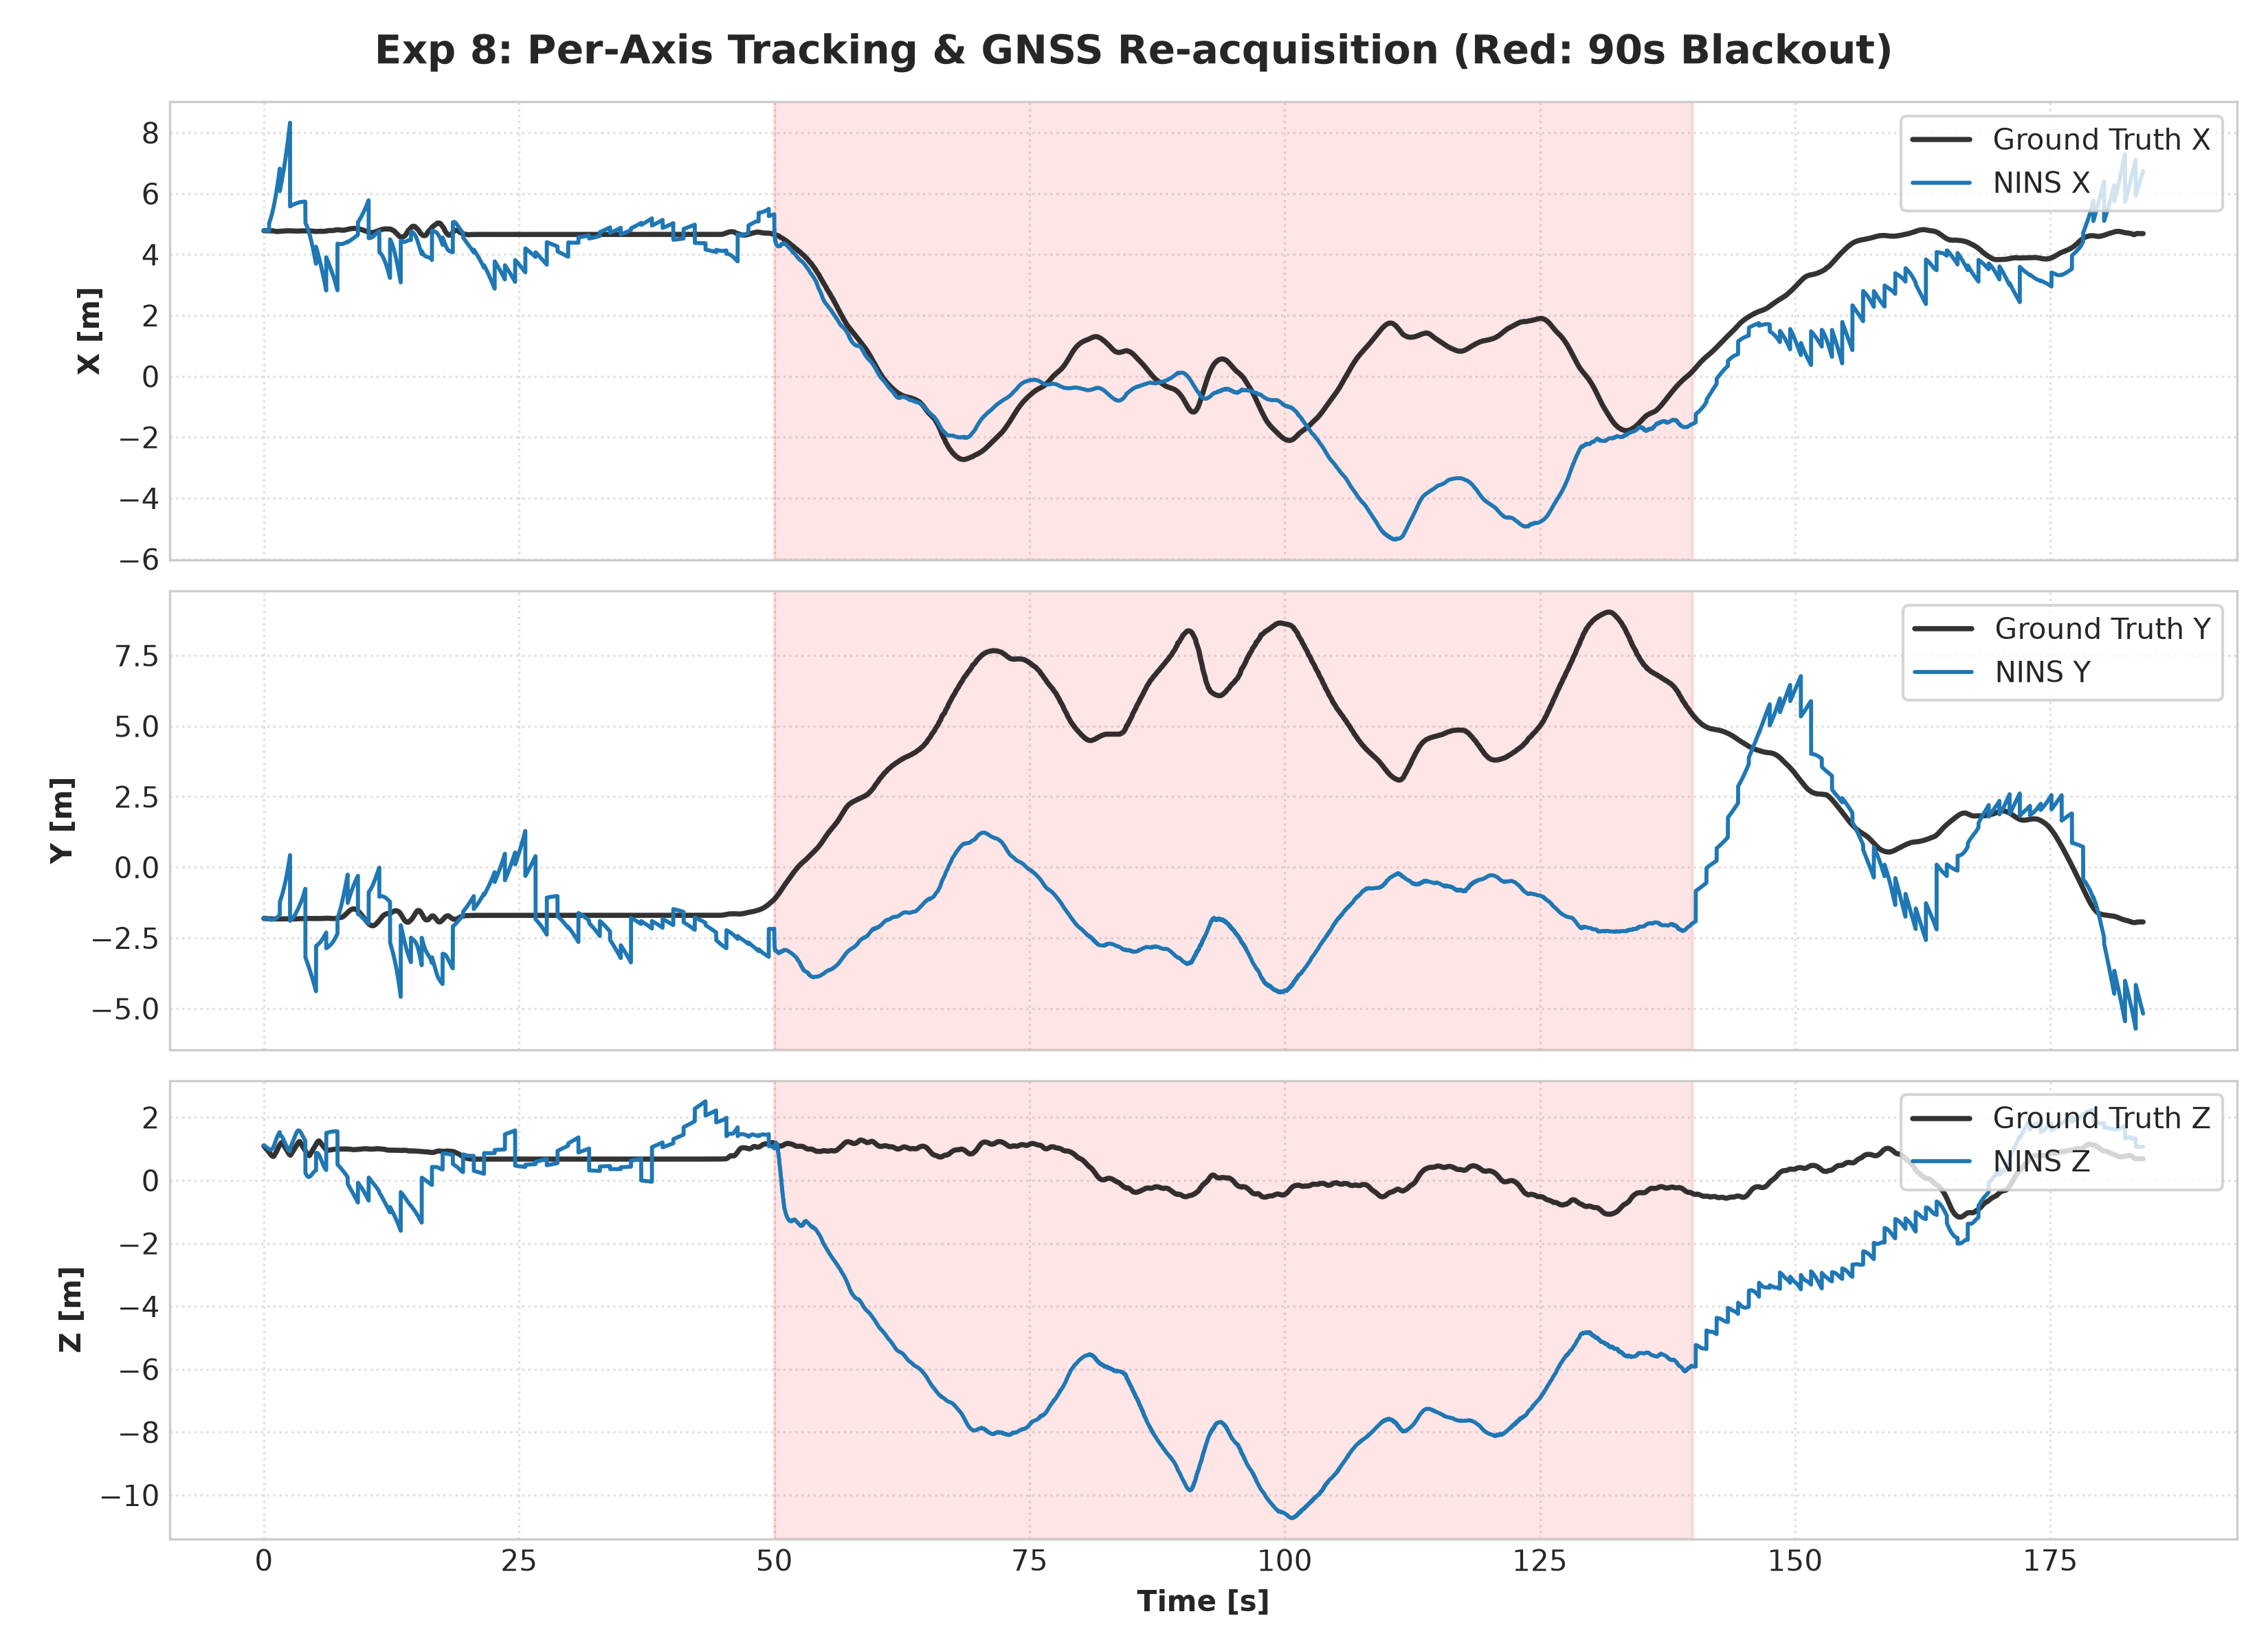 Exp 8: Per-Axis Tracking & GNSS Re-acquisition (Red: 90s Blackout)
X [m]
8
6
4
2
0
−2
−4
−6
Ground Truth X
NINS X
Y [m]
7.5
5.0
2.5
0.0
−2.5
−5.0
Ground Truth Y
NINS Y
Z [m]
2
0
−2
−4
−6
−8
−10
Ground Truth Z
NINS Z
0 25 50 75 100 125 150 175
Time [s]